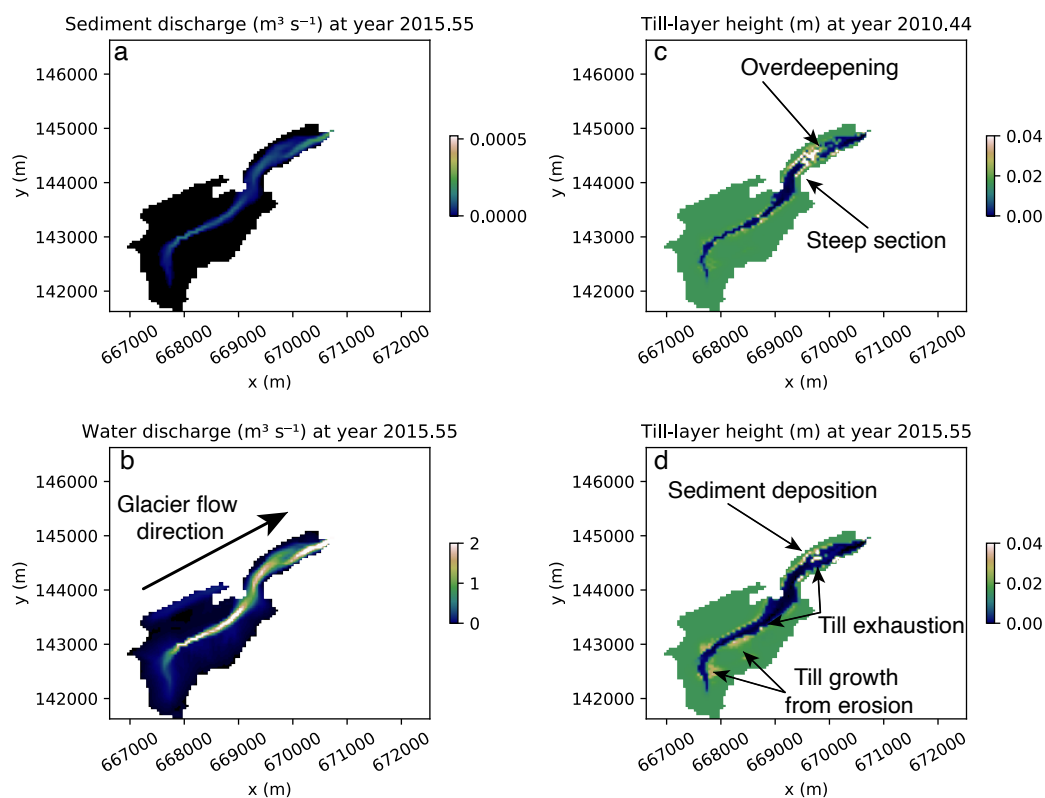 Sediment discharge (m³ s⁻¹) at year 2015.55
a
146000
145000
144000
143000
142000
y (m)
667000
668000
669000
670000
671000
672000
x (m)
0.0005
0.0000
Till-layer height (m) at year 2010.44
c
Overdeepening
Steep section
146000
145000
144000
143000
142000
y (m)
667000
668000
669000
670000
671000
672000
x (m)
0.04
0.02
0.00
Water discharge (m³ s⁻¹) at year 2015.55
b
Glacier flow
direction
146000
145000
144000
143000
142000
y (m)
667000
668000
669000
670000
671000
672000
x (m)
2
1
0
Till-layer height (m) at year 2015.55
d
Sediment deposition
Till exhaustion
Till growth
from erosion
146000
145000
144000
143000
142000
y (m)
667000
668000
669000
670000
671000
672000
x (m)
0.04
0.02
0.00